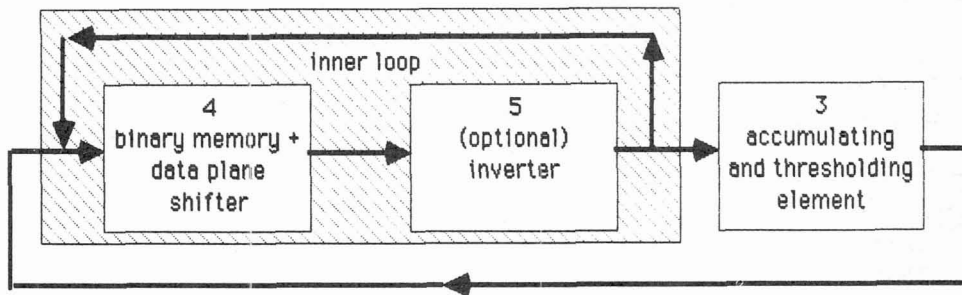 inner loop
4
binary memory +
data plane
shifter
5
(optional)
inverter
3
accumulating
and thresholding
element